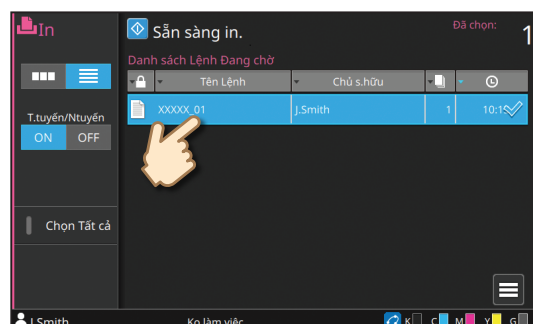 In
Sẵn sàng in.
Đã chọn:
1
Danh sách Lệnh Đang chờ
Tên Lệnh
Chủ s.hữu
XXXXX_01
J.Smith
1
T.tuyến/Ntuyến
ON
OFF
Chọn Tất cả
J.Smith
Ko làm việc
K
C
M
Y
G